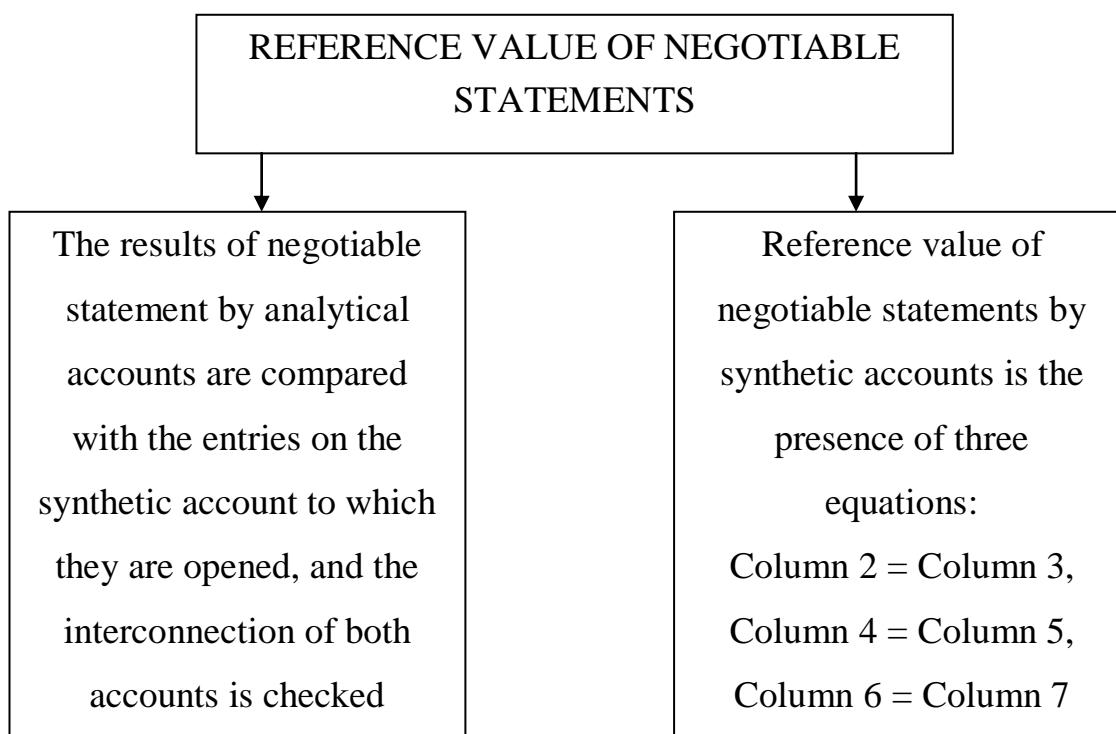 REFERENCE VALUE OF NEGOTIABLE
STATEMENTS
The results of negotiable
statement by analytical
accounts are compared
with the entries on the
synthetic account to which
they are opened, and the
interconnection of both
accounts is checked
Reference value of
negotiable statements by
synthetic accounts is the
presence of three
equations:
Column 2 = Column 3,
Column 4 = Column 5,
Column 6 = Column 7